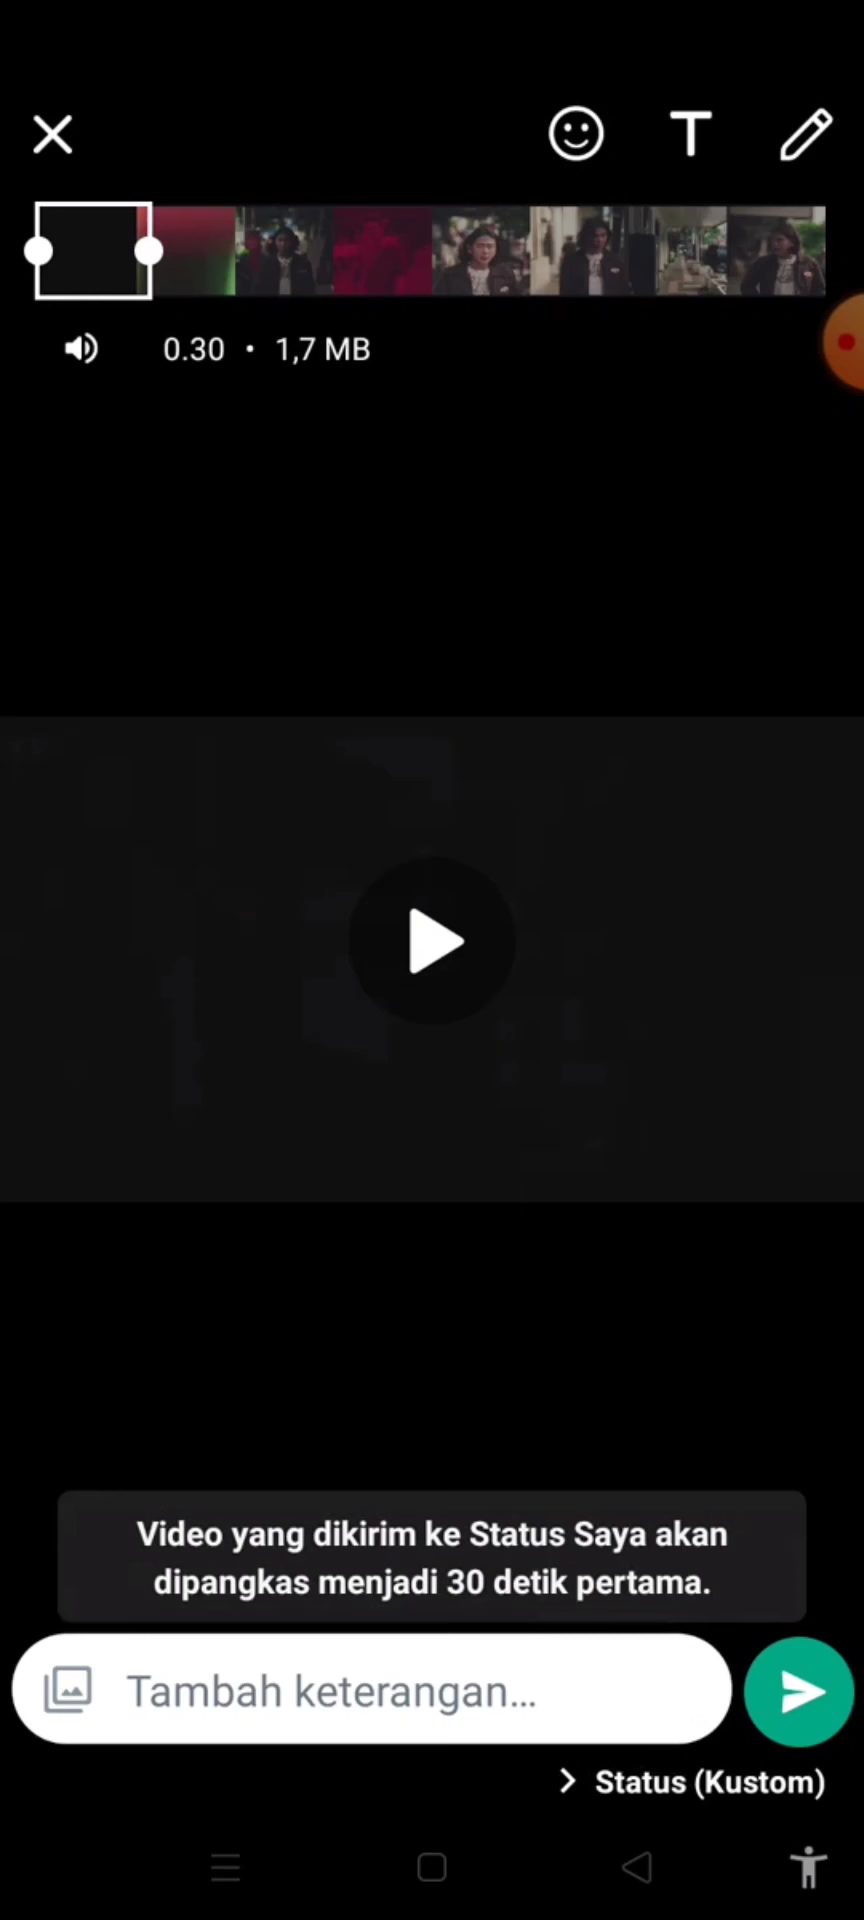 T
0.30 • 1,7 MB
Video yang dikirim ke Status Saya akan
dipangkas menjadi 30 detik pertama.
Tambah keterangan...
Status (Kustom)